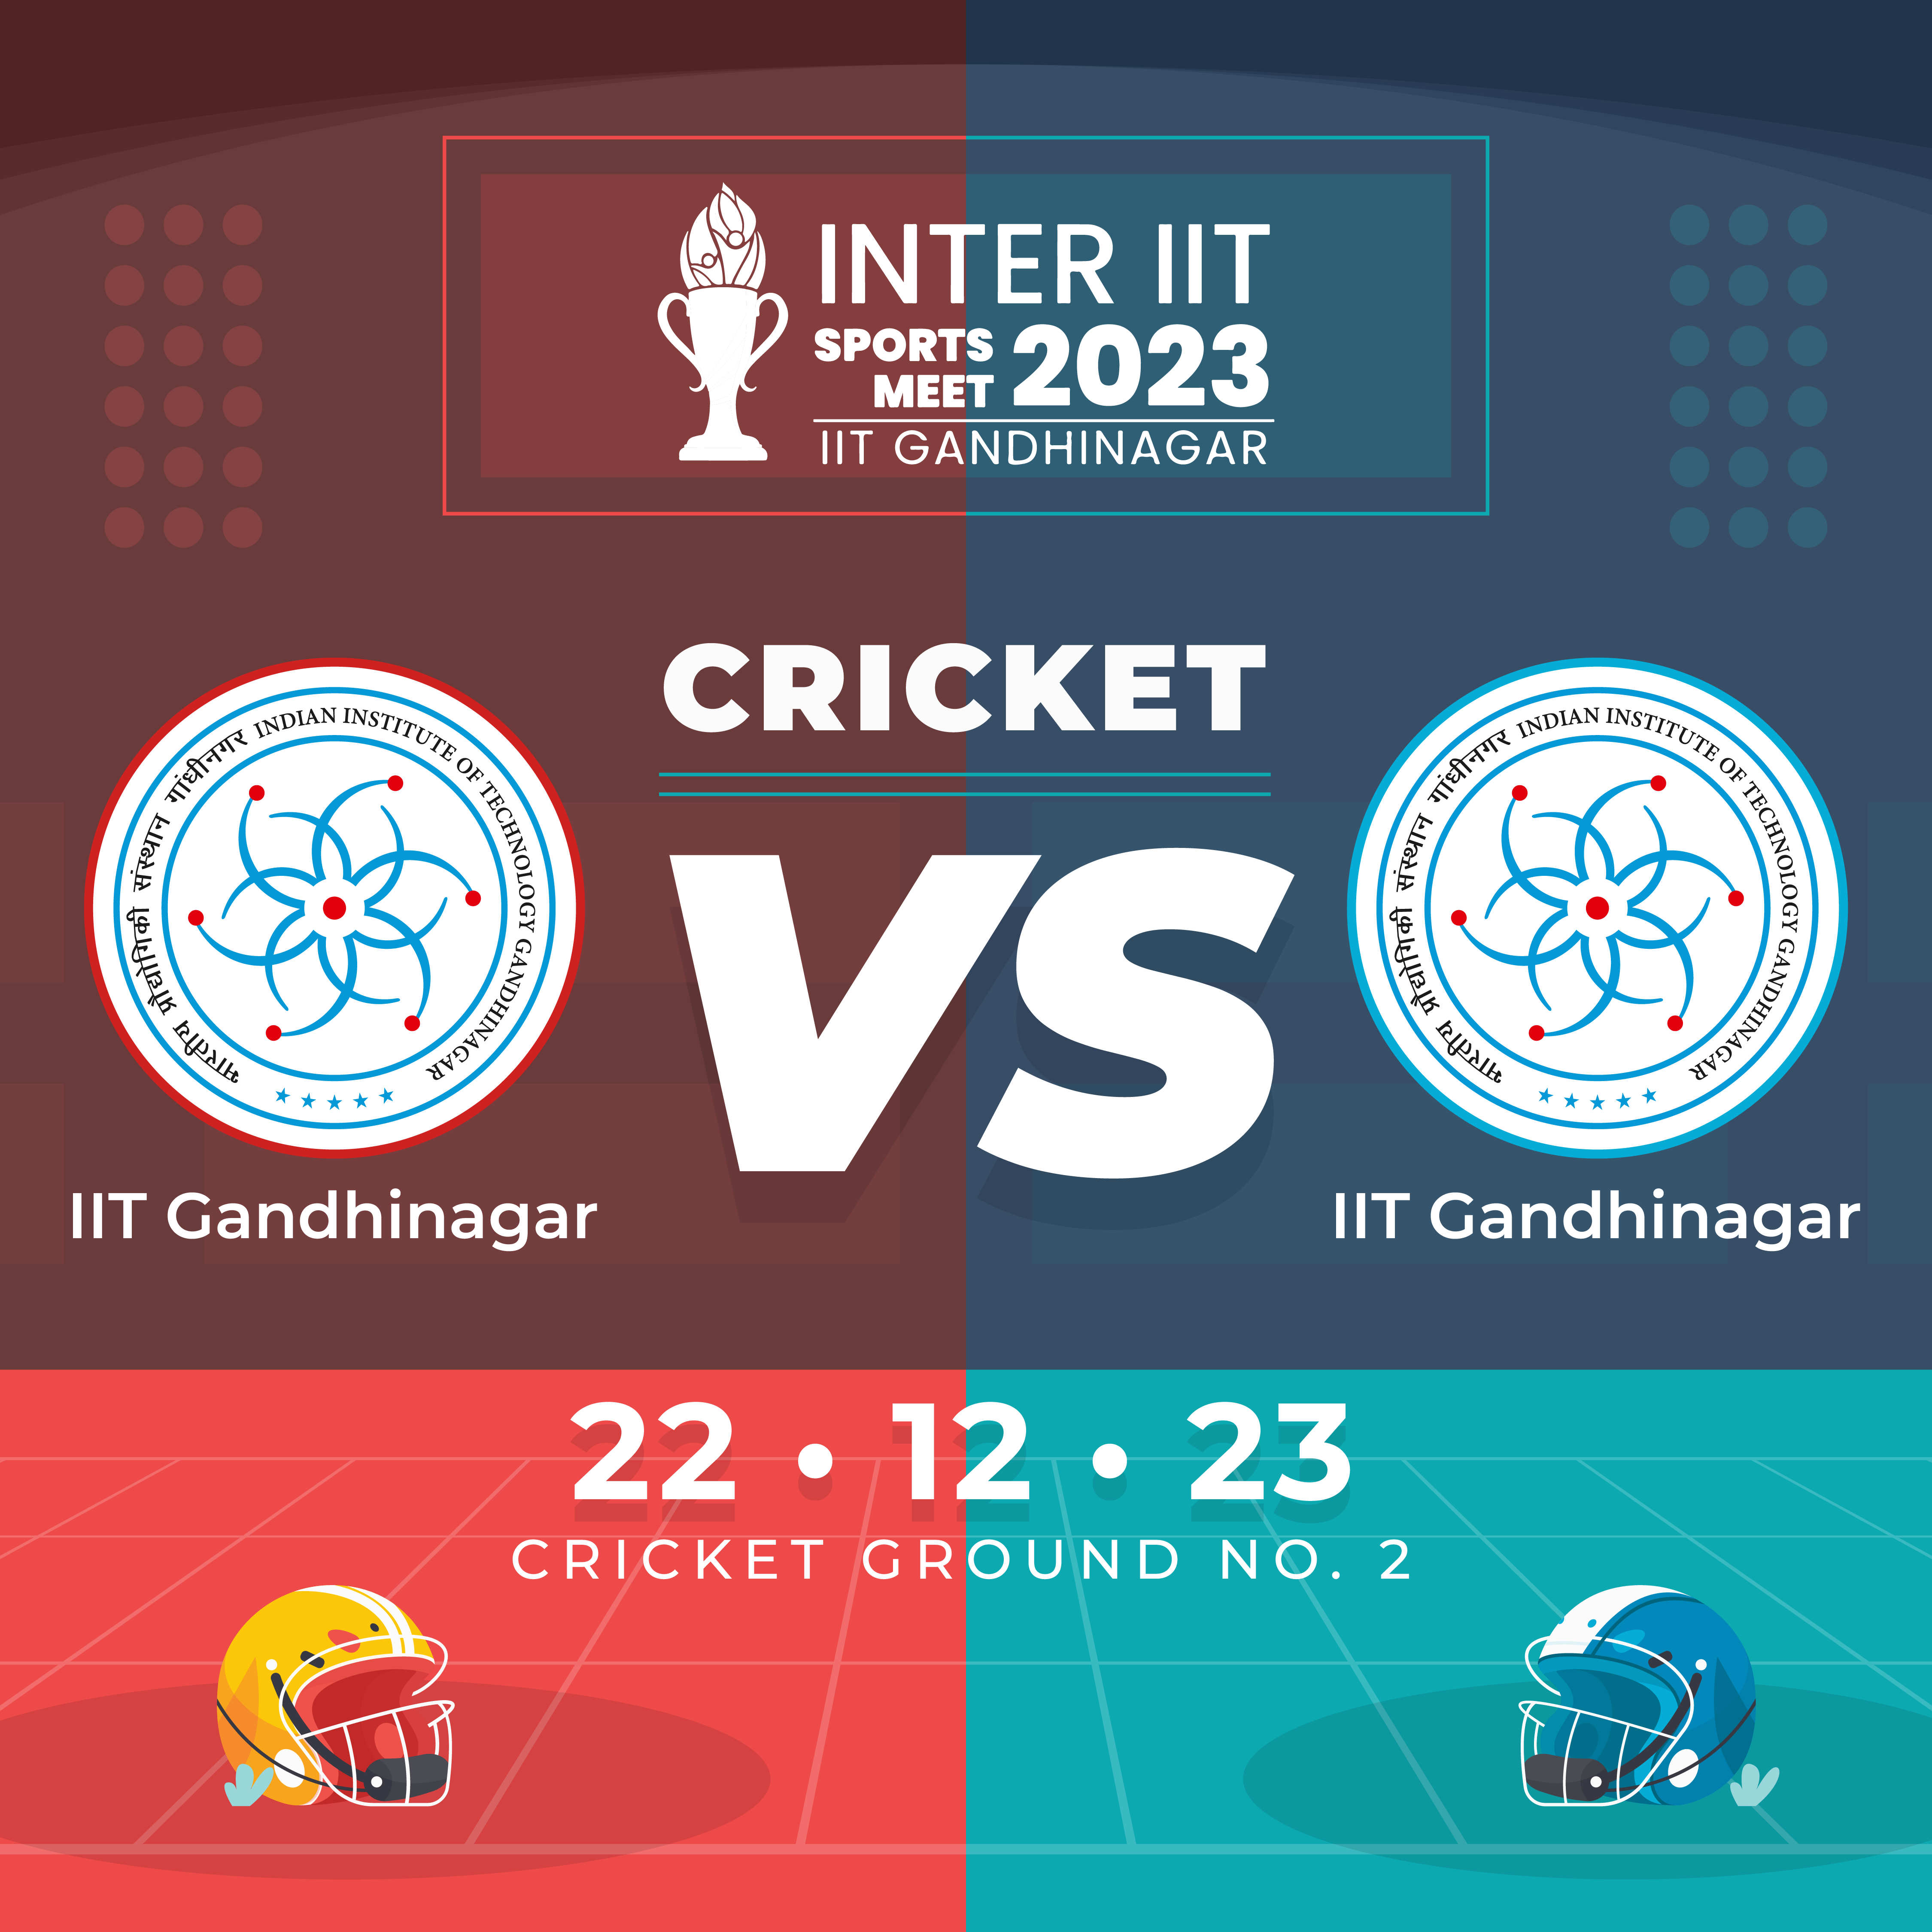 INTER IIT
SPORTS
MEET 2023
IIT GANDHINAGAR
CRICKET
भारतीय प्रौद्योगिकी संस्थान गांधीनगर INDIAN INSTITUTE OF TECHNOLOGY GANDHINAGAR
VS
भारतीय प्रौद्योगिकी संस्थान गांधीनगर INDIAN INSTITUTE OF TECHNOLOGY GANDHINAGAR
IIT Gandhinagar
IIT Gandhinagar
22 • 12 • 23
CRICKET GROUND NO. 2